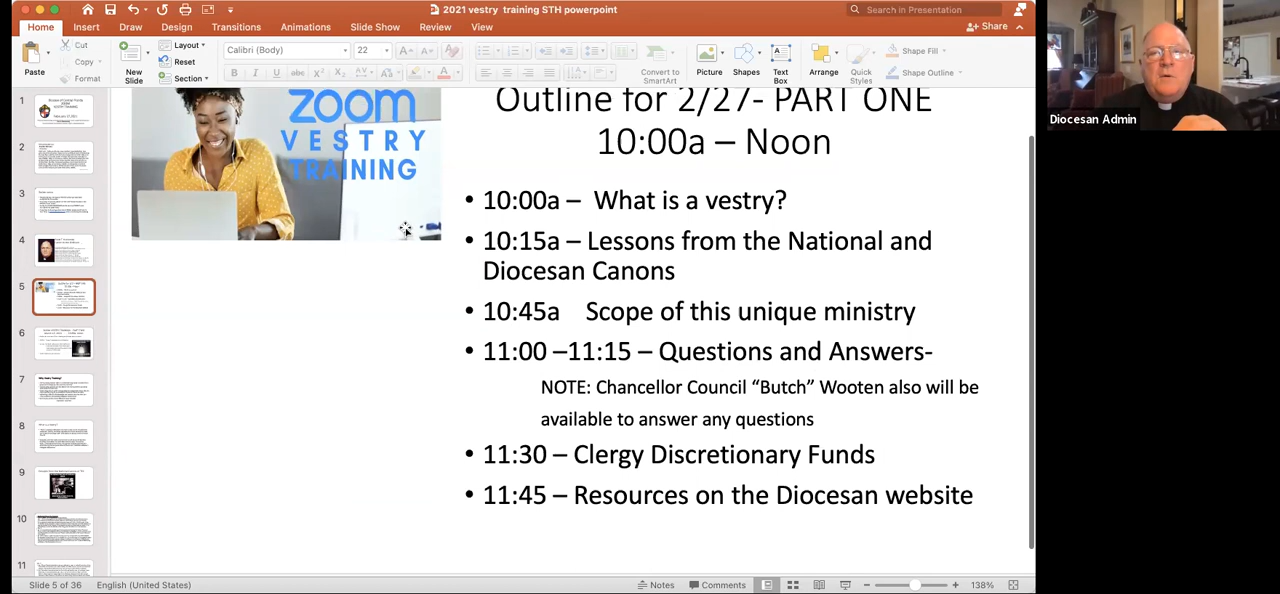 2021 vestry training STH powerpoint
Search in Presentation
Home Insert Draw Design Transitions Animations Slide Show Review View
Share
Paste
Cut
Copy
Format
New
Slide
Layout
Reset
Section
Calibri (Body) 22
Convert to
SmartArt
Picture
Shapes
Text
Box
Arrange
Quick
Styles
Shape Fill
Shape Outline
1
2
3
4
5
6
7
8
9
10
11
zoom
VESTRY
TRAINING
Outline for 2/27- PART ONE
10:00a – Noon
• 10:00a – What is a vestry?
• 10:15a – Lessons from the National and
Diocesan Canons
• 10:45a Scope of this unique ministry
• 11:00 –11:15 – Questions and Answers-
NOTE: Chancellor Council “Butch” Wooten also will be
available to answer any questions
• 11:30 – Clergy Discretionary Funds
• 11:45 – Resources on the Diocesan website
Diocesan Admin
Slide 5 of 36 English (United States)
Notes Comments 138%